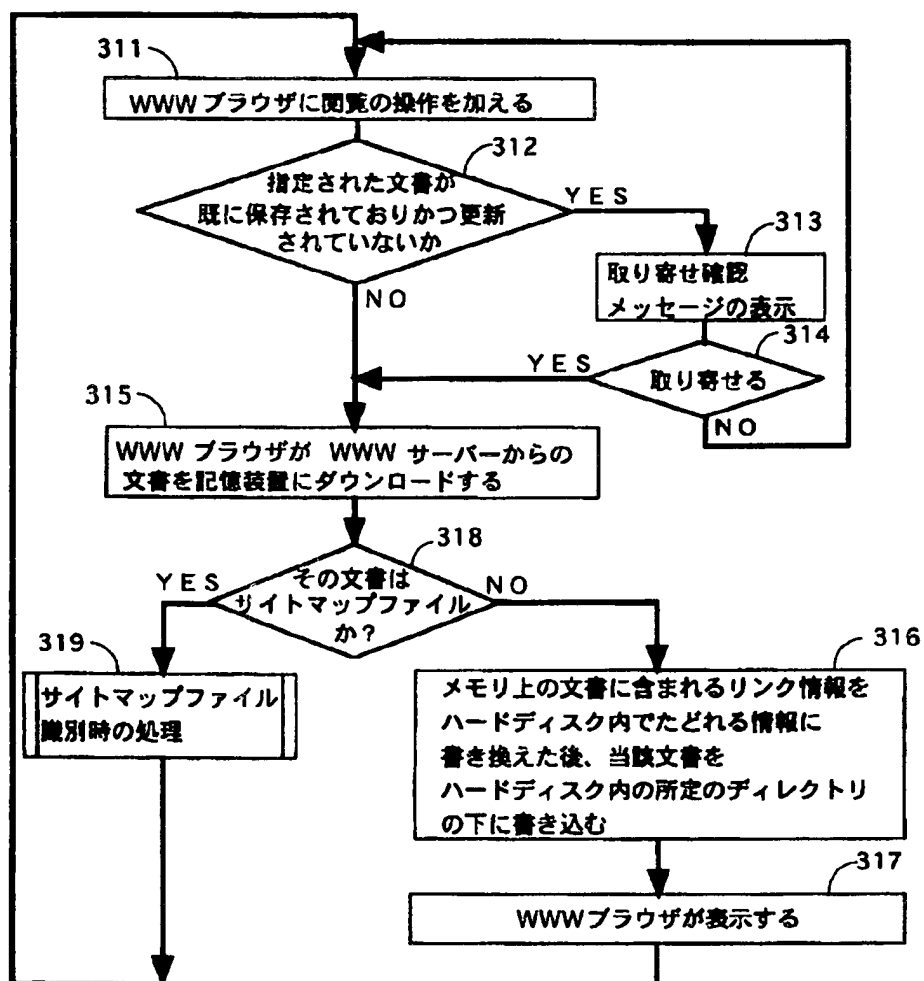 311
WWWブラウザに閲覧の操作を加える
312
指定された文書が
既に保存されておりかつ更新
されていないか
YES
313
取り寄せ確認
メッセージの表示
NO
314
YES
取り寄せる
NO
315
WWW ブラウザが WWW サーバーからの
文書を記憶装置にダウンロードする
318
YES
その文書は
サイトマップファイル
か？
NO
319
サイトマップファイル
識別時の処理
316
メモリ上の文書に含まれるリンク情報を
ハードディスク内でたどれる情報に
書き換えた後、当該文書を
ハードディスク内の所定のディレクトリ
の下に書き込む
317
WWWブラウザが表示する